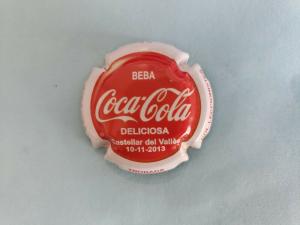 BEBA
Coca-Cola
DELICIOSA
Castellar del Vallès
10-11-2013